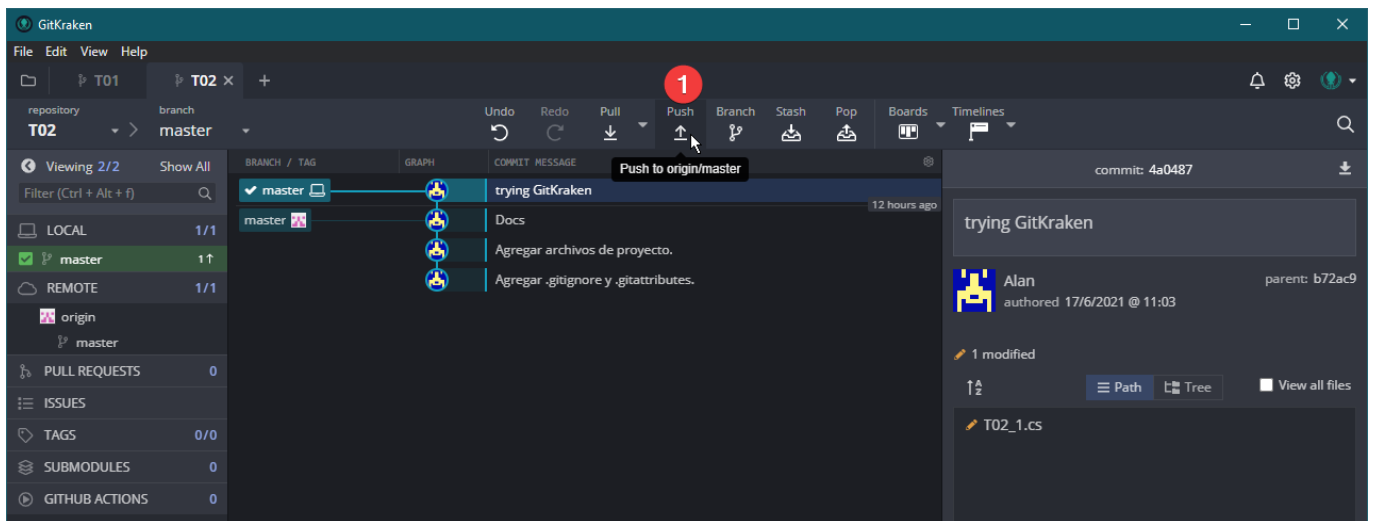 GitKraken
File Edit View Help
T01 T02
1
repository branch
T02 master
Undo Redo Pull Push Branch Stash Pop Boards Timelines
Push to origin/master
Viewing 2/2 Show All
Filter (Ctrl + Alt + f)
LOCAL 1/1
master 1↑
REMOTE 1/1
origin
master
PULL REQUESTS 0
ISSUES
TAGS 0/0
SUBMODULES 0
GITHUB ACTIONS 0
BRANCH / TAG GRAPH COMMIT MESSAGE
master trying GitKraken
12 hours ago
master Docs
Agregar archivos de proyecto.
Agregar .gitignore y .gitattributes.
commit: 4a0487
trying GitKraken
Alan parent: b72ac9
authored 17/6/2021 @ 11:03
1 modified
A Z Path Tree View all files
T02_1.cs